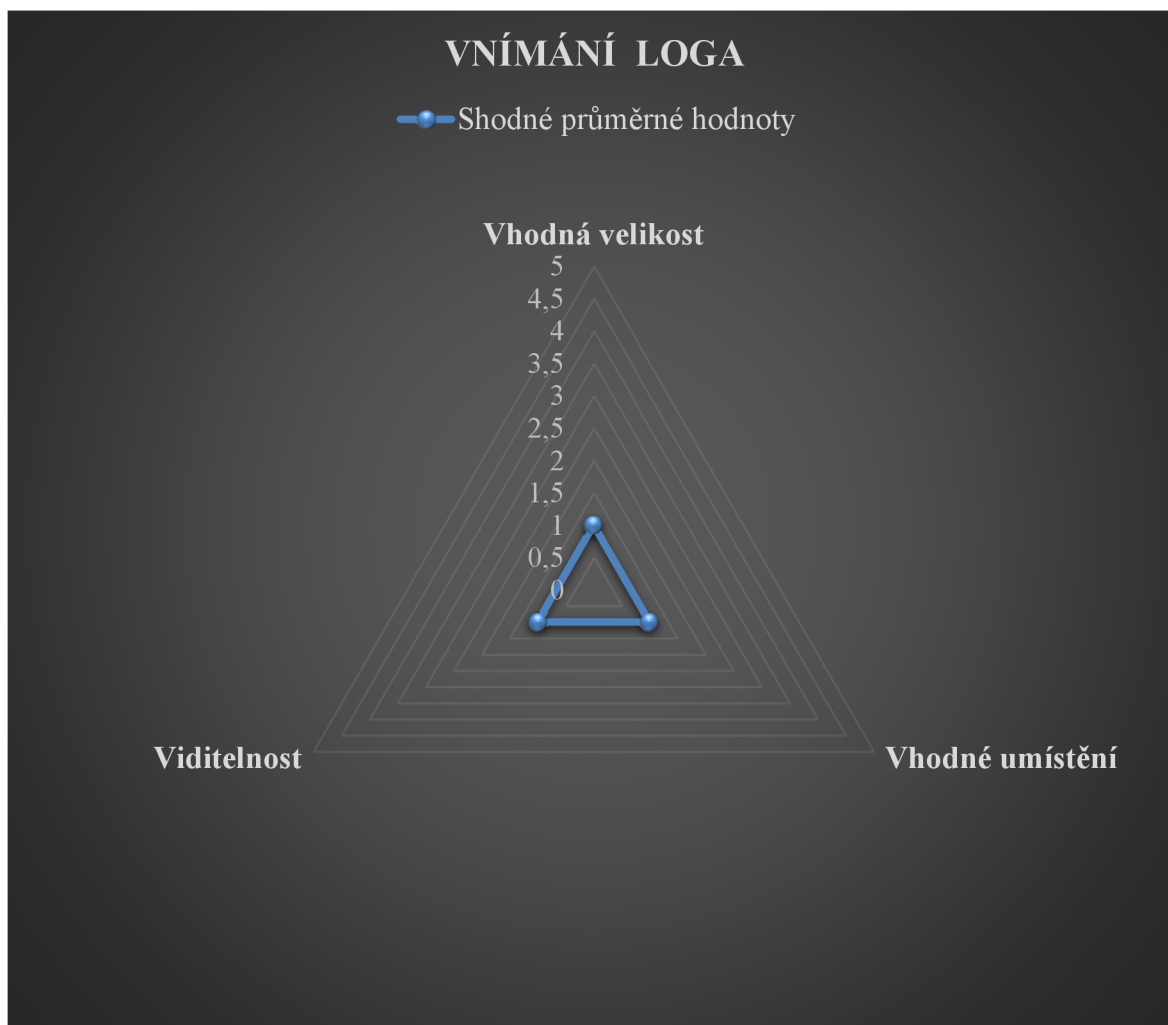 VNÍMÁNÍ LOGA
Shodné průměrné hodnoty
Vhodná velikost
5
4,5
4
3,5
3
2,5
2
1,5
1
0,5
0
Viditelnost
Vhodné umístění